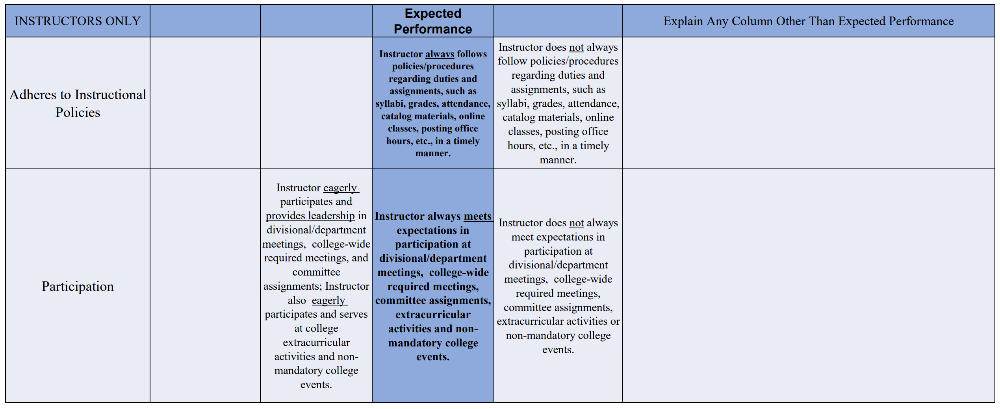 INSTRUCTORS ONLY
Expected
Performance
Explain Any Column Other Than Expected Performance
Adheres to Instructional
Policies
Instructor always follows
policies/procedures
regarding duties and
assignments, such as
syllabi, grades, attendance,
catalog materials, online
classes, posting office
hours, etc., in a timely
manner.
Instructor does not always
follow policies/procedures
regarding duties and
assignments, such as
syllabi, grades, attendance,
catalog materials, online
classes, posting office
hours, etc., in a timely
manner.
Participation
Instructor eagerly
participates and
provides leadership in
divisional/department
meetings,  college-wide
required meetings, and
committee
assignments; Instructor
also  eagerly
participates and serves
at college
extracurricular
activities and non-
mandatory college
events.
Instructor always meets
expectations in
participation at
divisional/department
meetings,  college-wide
required meetings,
committee assignments,
extracurricular
activities and non-
mandatory college
events.
Instructor does not always
meet expectations in
participation at
divisional/department
meetings,  college-wide
required meetings,
committee assignments,
extracurricular activities or
non-mandatory college
events.